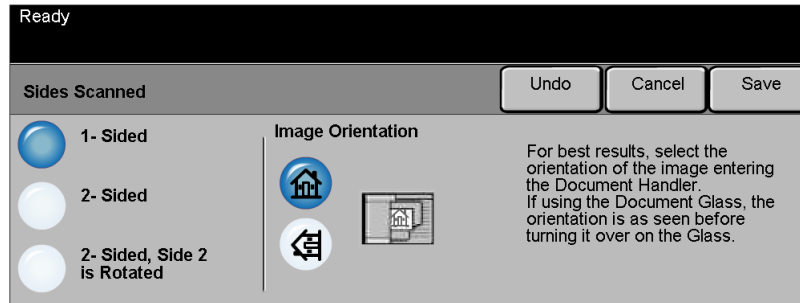 Ready
Sides Scanned
Undo
Cancel
Save
1- Sided
2- Sided
2- Sided, Side 2
is Rotated
Image Orientation
For best results, select the
orientation of the image entering
the Document Handler.
If using the Document Glass, the
orientation is as seen before
turning it over on the Glass.